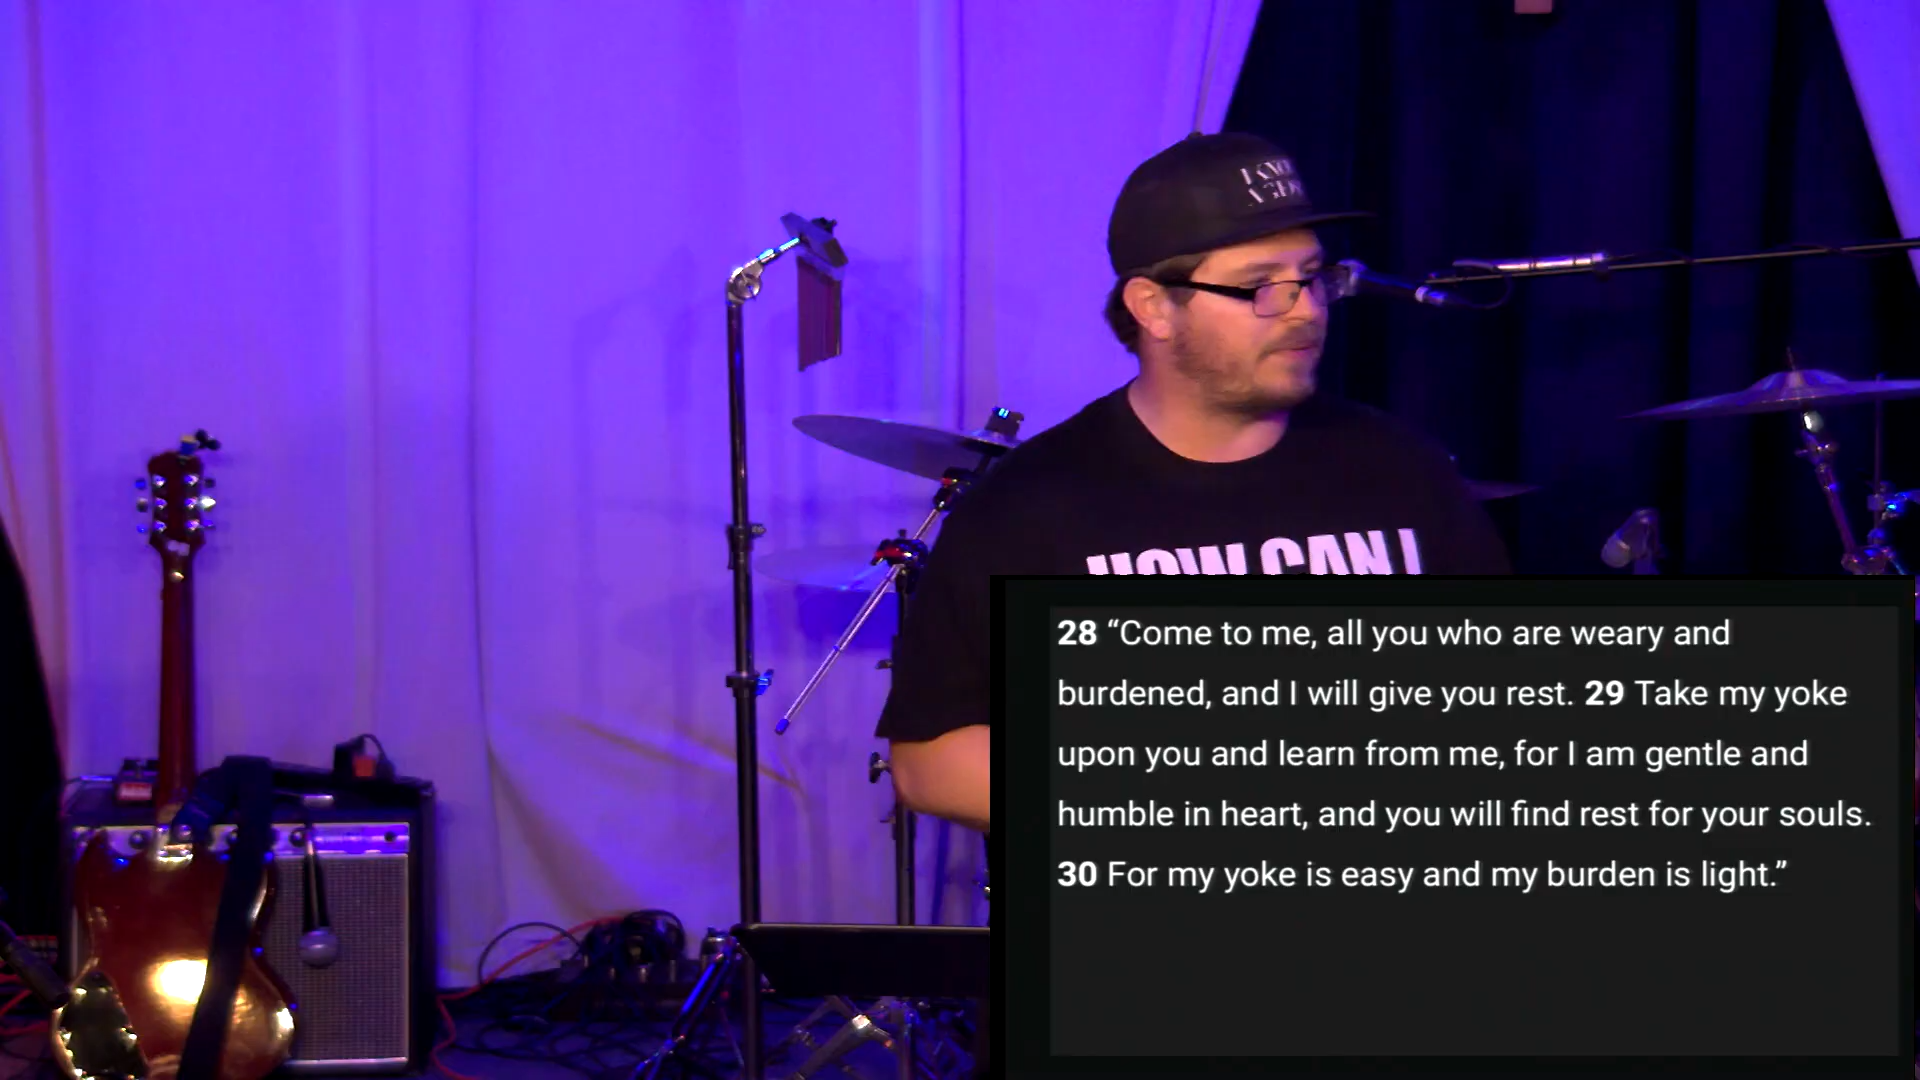 HOW CAN I
28 “Come to me, all you who are weary and
burdened, and I will give you rest. 29 Take my yoke
upon you and learn from me, for I am gentle and
humble in heart, and you will find rest for your souls.
30 For my yoke is easy and my burden is light.”